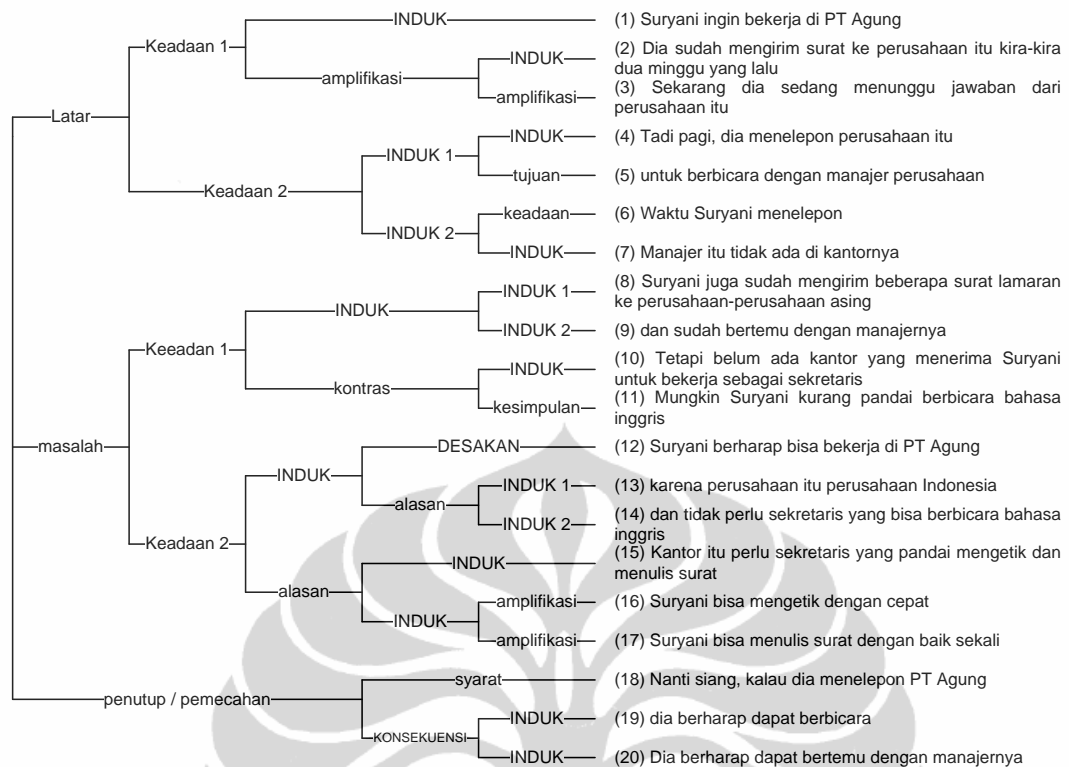 INDUK (1) Suryani ingin bekerja di PT Agung
Keadaan 1
INDUK (2) Dia sudah mengirim surat ke perusahaan itu kira-kira
dua minggu yang lalu
amplifikasi
amplifikasi (3) Sekarang dia sedang menunggu jawaban dari
perusahaan itu
Latar
INDUK (4) Tadi pagi, dia menelepon perusahaan itu
INDUK 1
tujuan (5) untuk berbicara dengan manajer perusahaan
Keadaan 2
keadaan (6) Waktu Suryani menelepon
INDUK 2
INDUK (7) Manajer itu tidak ada di kantornya
INDUK 1 (8) Suryani juga sudah mengirim beberapa surat lamaran
ke perusahaan-perusahaan asing
INDUK
INDUK 2 (9) dan sudah bertemu dengan manajernya
Keeadan 1
INDUK (10) Tetapi belum ada kantor yang menerima Suryani
untuk bekerja sebagai sekretaris
kontras
kesimpulan (11) Mungkin Suryani kurang pandai berbicara bahasa
inggris
masalah
DESAKAN (12) Suryani berharap bisa bekerja di PT Agung
INDUK
INDUK 1 (13) karena perusahaan itu perusahaan Indonesia
alasan
INDUK 2 (14) dan tidak perlu sekretaris yang bisa berbicara bahasa
inggris
Keadaan 2
INDUK (15) Kantor itu perlu sekretaris yang pandai mengetik dan
menulis surat
alasan
amplifikasi (16) Suryani bisa mengetik dengan cepat
INDUK
amplifikasi (17) Suryani bisa menulis surat dengan baik sekali
syarat (18) Nanti siang, kalau dia menelepon PT Agung
penutup / pemecahan
INDUK (19) dia berharap dapat berbicara
KONSEKUENSI
INDUK (20) Dia berharap dapat bertemu dengan manajernya